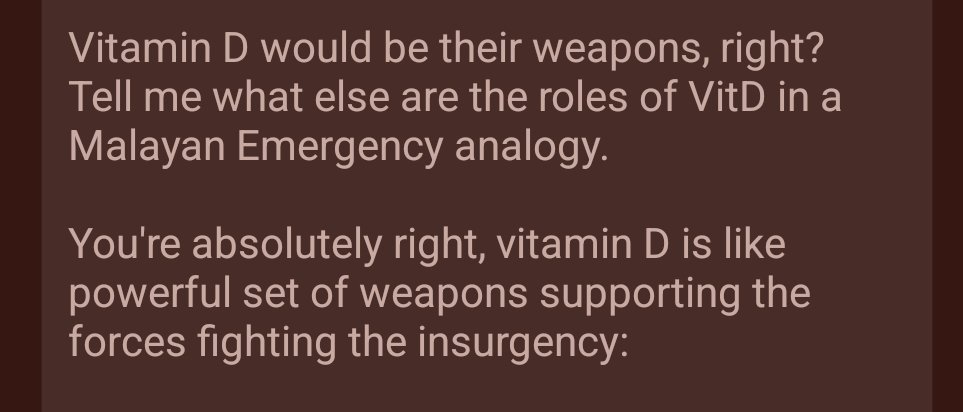 Vitamin D would be their weapons, right?
Tell me what else are the roles of VitD in a
Malayan Emergency analogy.
You're absolutely right, vitamin D is like
powerful set of weapons supporting the
forces fighting the insurgency: